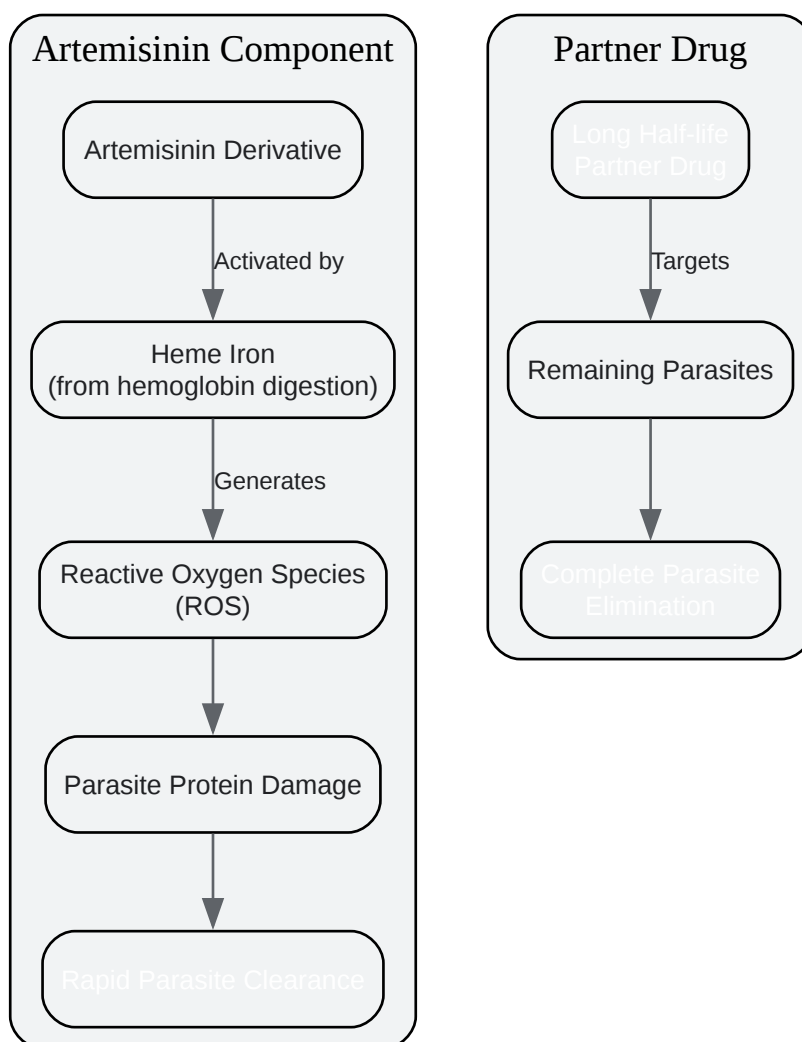 Artemisinin Component
Artemisinin Derivative
Activated by
Heme Iron
(from hemoglobin digestion)
Generates
Reactive Oxygen Species
(ROS)
Parasite Protein Damage
Rapid Parasite Clearance
Partner Drug
Long Half-life
Partner Drug
Targets
Remaining Parasites
Complete Parasite
Elimination